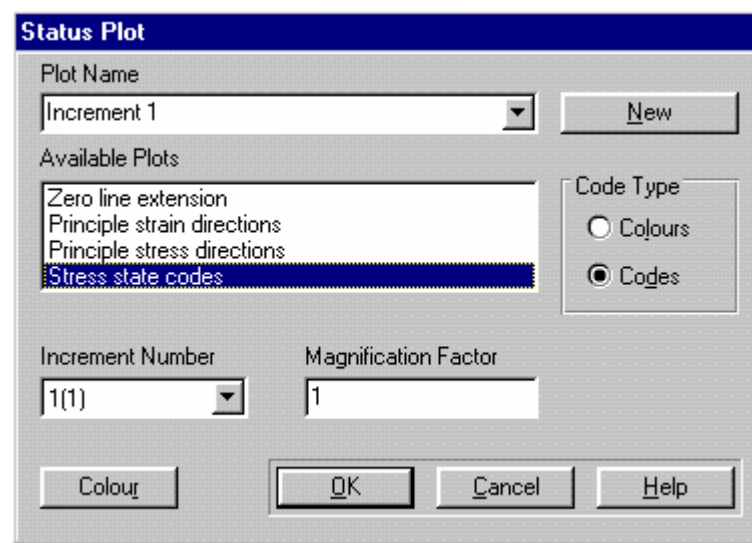 Status Plot
Plot Name
Increment 1
New
Available Plots
Zero line extension
Principle strain directions
Principle stress directions
Stress state codes
Code Type
Colours
Codes
Increment Number
Magnification Factor
1(1)
1
Colour
OK
Cancel
Help